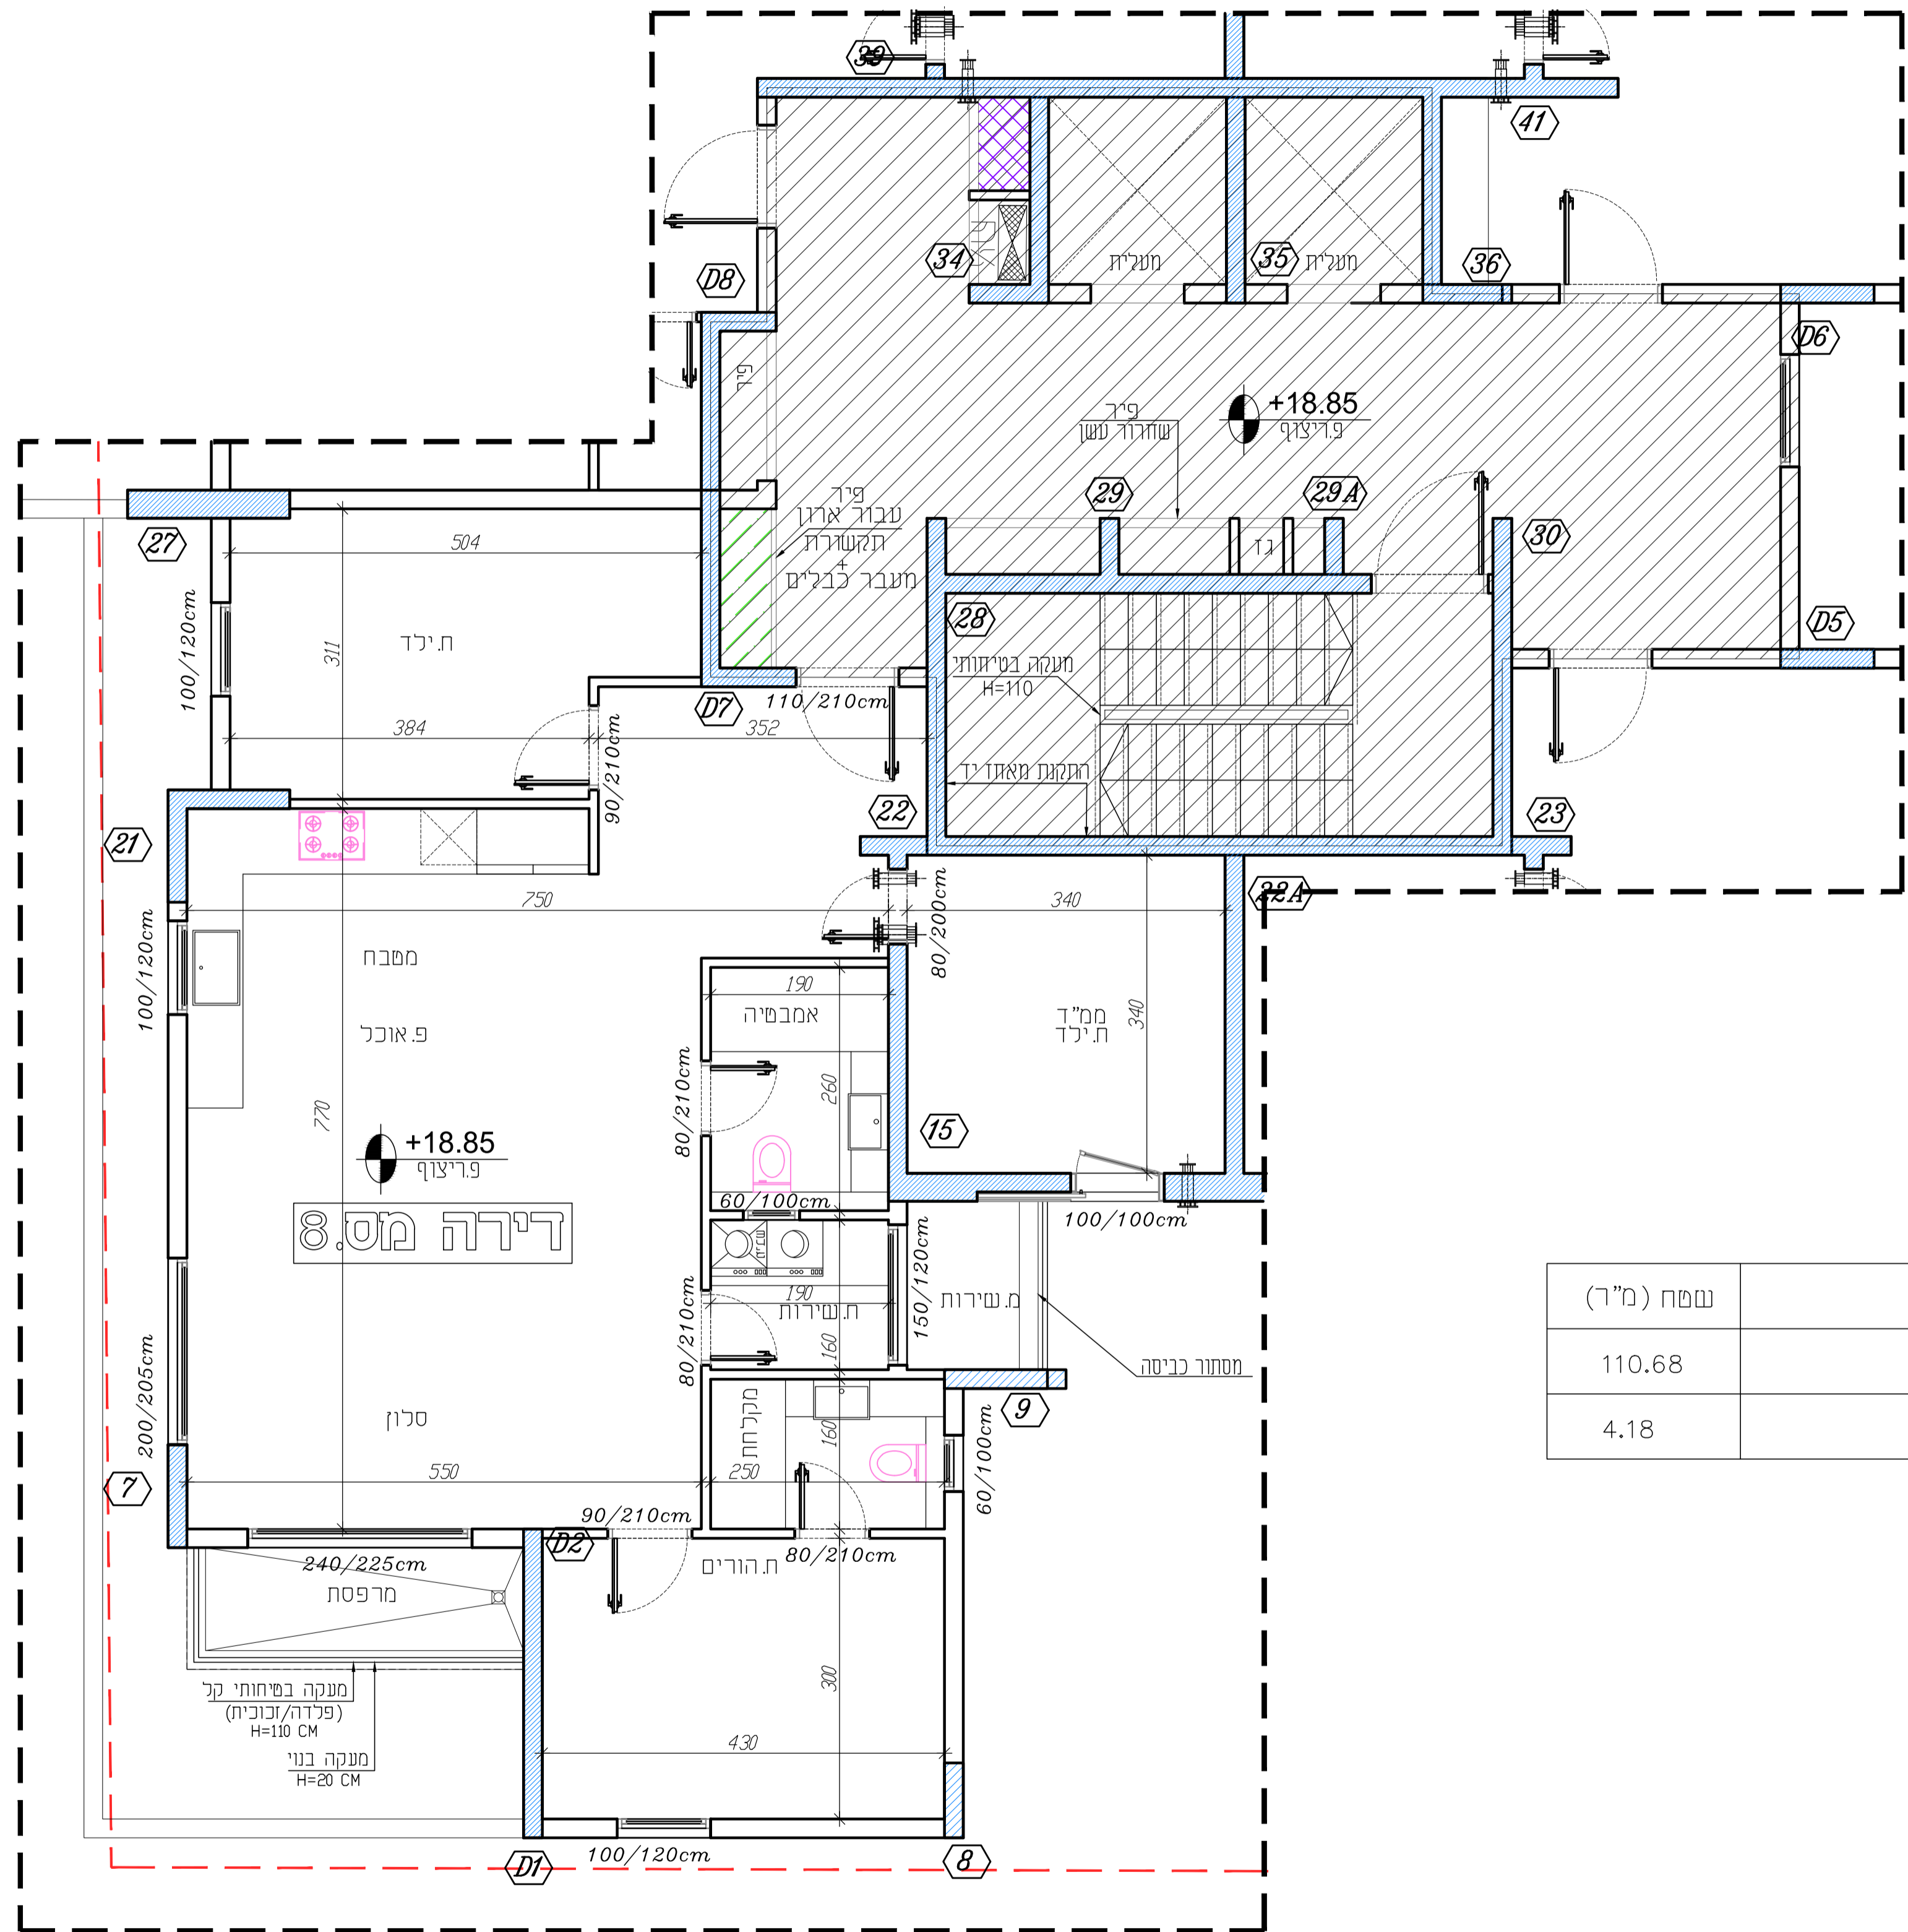 39
41
34
מעלית
35
מעלית
36
D8
D6
פיר
+18.85
פ.ריצוף
פיר
שחרור עשן
29
29A
30
פיר
עבור ארון
תקשורת
+
מעבר כבלים
גז
27
504
311
ח.ילד
100/120cm
28
D5
מעקה בטיחותי
H=110
D7
110/210cm
384
352
90/210cm
התקנת מאחז יד
22
23
21
22A
750
340
80/200cm
100/120cm
מטבח
פ.אוכל
190
אמבטיה
260
80/210cm
ממ"ד
ח.ילד
340
770
15
+18.85
פ.ריצוף
דירה מס.8
60/100cm
100/100cm
190
ח.שירות
160
80/210cm
150/120cm
מ.שירות
מסתור כביסה
שטח (מ"ר)
110.68
4.18
200/205cm
סלון
מקלחת
160
9
60/100cm
7
550
250
90/210cm
D2
80/210cm
240/225cm
מרפסת
ח.הורים
מעקה בטיחותי קל
(פלדה/זכוכית)
H=110 CM
מעקה בנוי
H=20 CM
300
430
100/120cm
D1
8